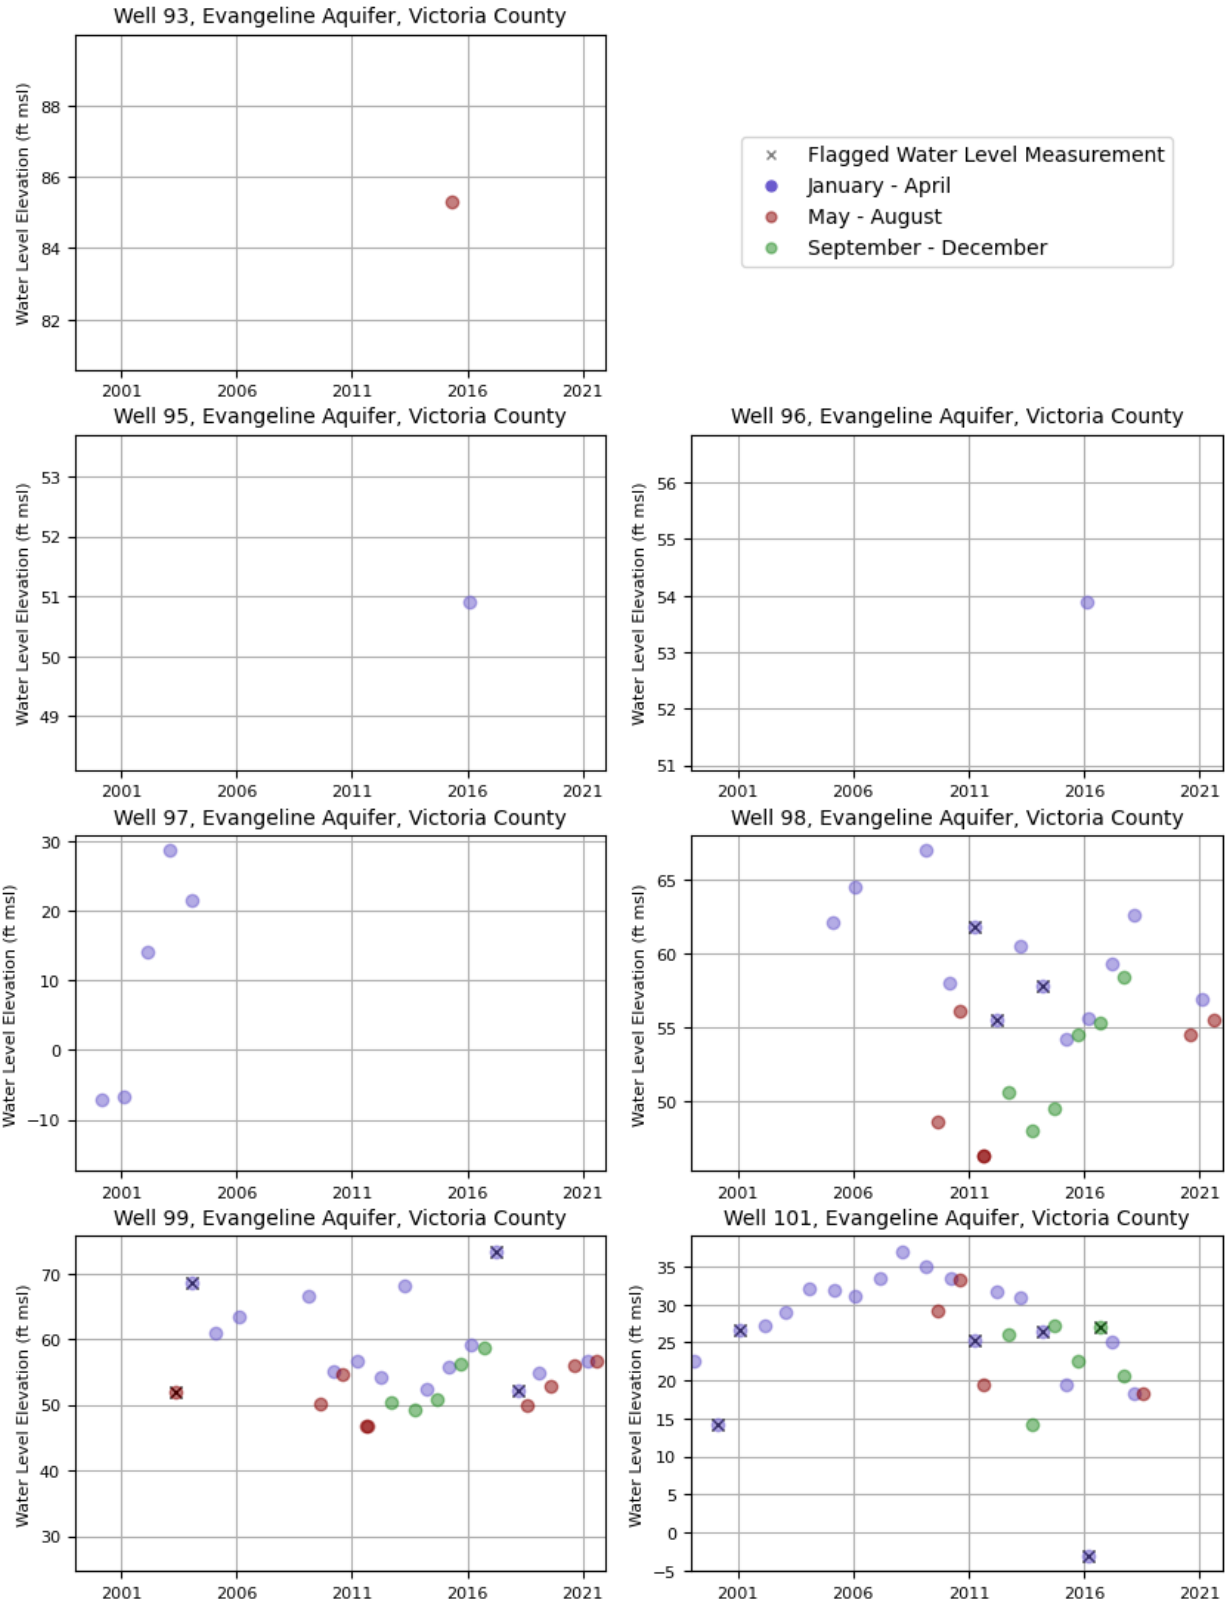 Well 93, Evangeline Aquifer, Victoria County
Water Level Elevation (ft msl)
88
86
84
82
2001 2006 2011 2016 2021
× Flagged Water Level Measurement
January - April
May - August
September - December
Well 95, Evangeline Aquifer, Victoria County
Water Level Elevation (ft msl)
53
52
51
50
49
2001 2006 2011 2016 2021
Well 96, Evangeline Aquifer, Victoria County
Water Level Elevation (ft msl)
56
55
54
53
52
51
2001 2006 2011 2016 2021
Well 97, Evangeline Aquifer, Victoria County
Water Level Elevation (ft msl)
30
20
10
0
−10
2001 2006 2011 2016 2021
Well 98, Evangeline Aquifer, Victoria County
Water Level Elevation (ft msl)
65
60
55
50
2001 2006 2011 2016 2021
Well 99, Evangeline Aquifer, Victoria County
Water Level Elevation (ft msl)
70
60
50
40
30
2001 2006 2011 2016 2021
Well 101, Evangeline Aquifer, Victoria County
Water Level Elevation (ft msl)
35
30
25
20
15
10
5
0
−5
2001 2006 2011 2016 2021